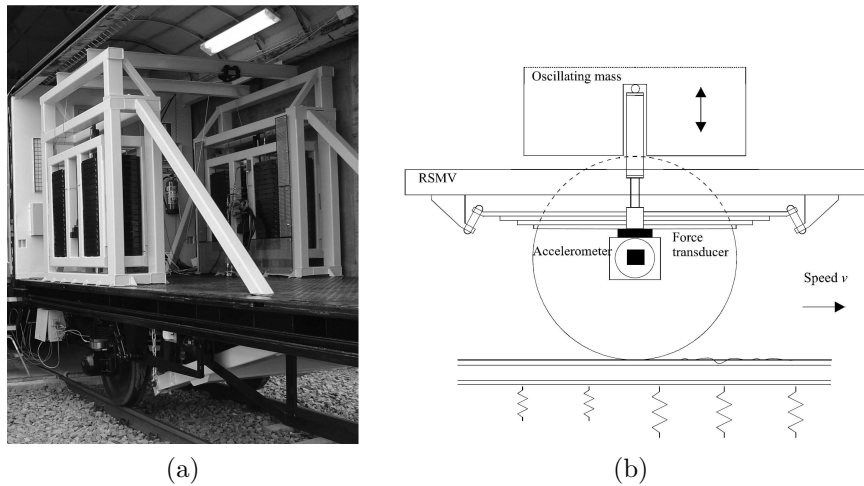 Oscillating mass
RSMV
Accelerometer
Force
transducer
Speed v
(a)
(b)